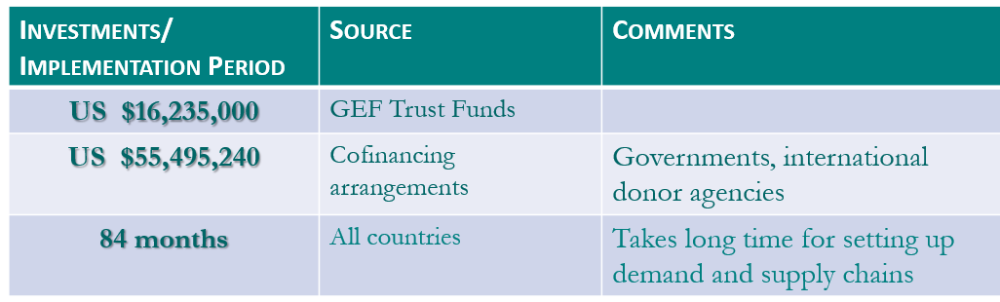 INVESTMENTS/ IMPLEMENTATION PERIOD SOURCE COMMENTS
US $16,235,000 GEF Trust Funds
US $55,495,240 Cofinancing arrangements Governments, international donor agencies
84 months All countries Takes long time for setting up demand and supply chains